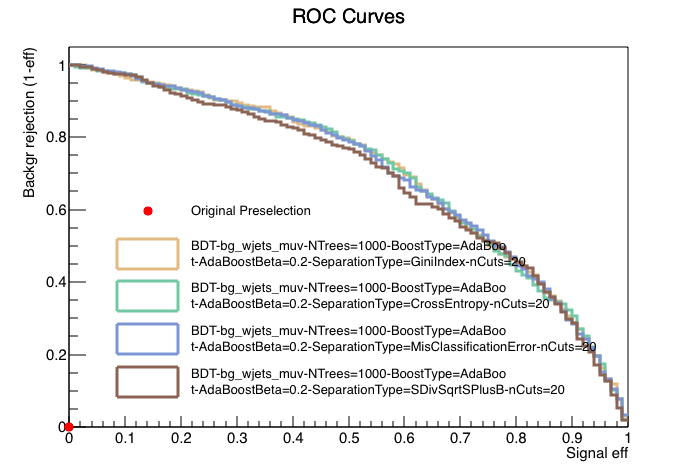 ROC Curves
Backgr rejection (1-eff)
1
0.8
0.6
0.4
0.2
0
Original Preselection
BDT-bg_wjets_muv-NTrees=1000-BoostType=AdaBoo
t-AdaBoostBeta=0.2-SeparationType=GiniIndex-nCuts=20
BDT-bg_wjets_muv-NTrees=1000-BoostType=AdaBoo
t-AdaBoostBeta=0.2-SeparationType=CrossEntropy-nCuts=20
BDT-bg_wjets_muv-NTrees=1000-BoostType=AdaBoo
t-AdaBoostBeta=0.2-SeparationType=MisClassificationError-nCuts=20
BDT-bg_wjets_muv-NTrees=1000-BoostType=AdaBoo
t-AdaBoostBeta=0.2-SeparationType=SDivSqrtSPlusB-nCuts=20
0 0.1 0.2 0.3 0.4 0.5 0.6 0.7 0.8 0.9 1
Signal eff